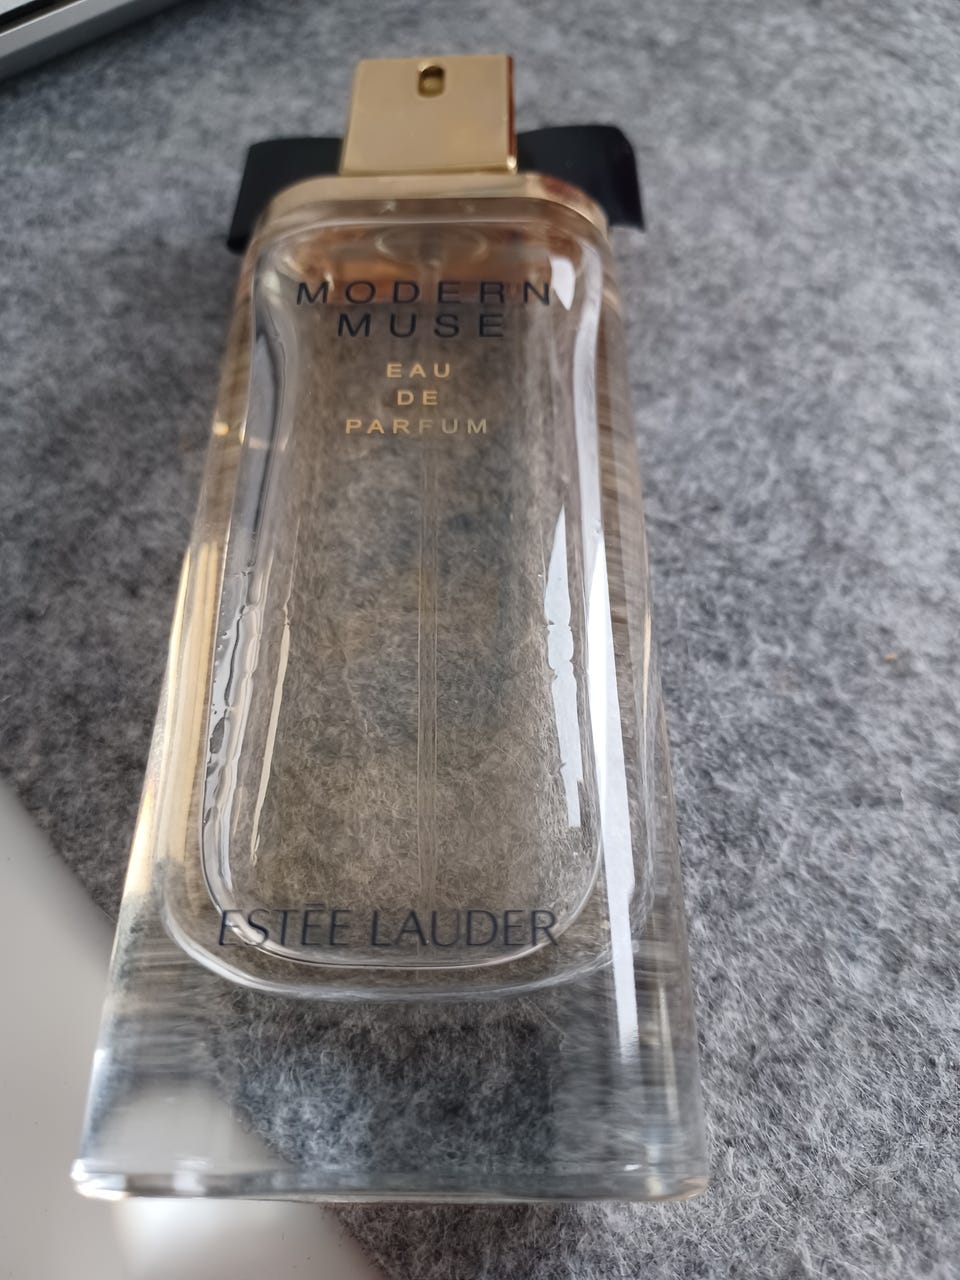 MODERN
MUSE
EAU
DE
PARFUM
ESTĒE LAUDER